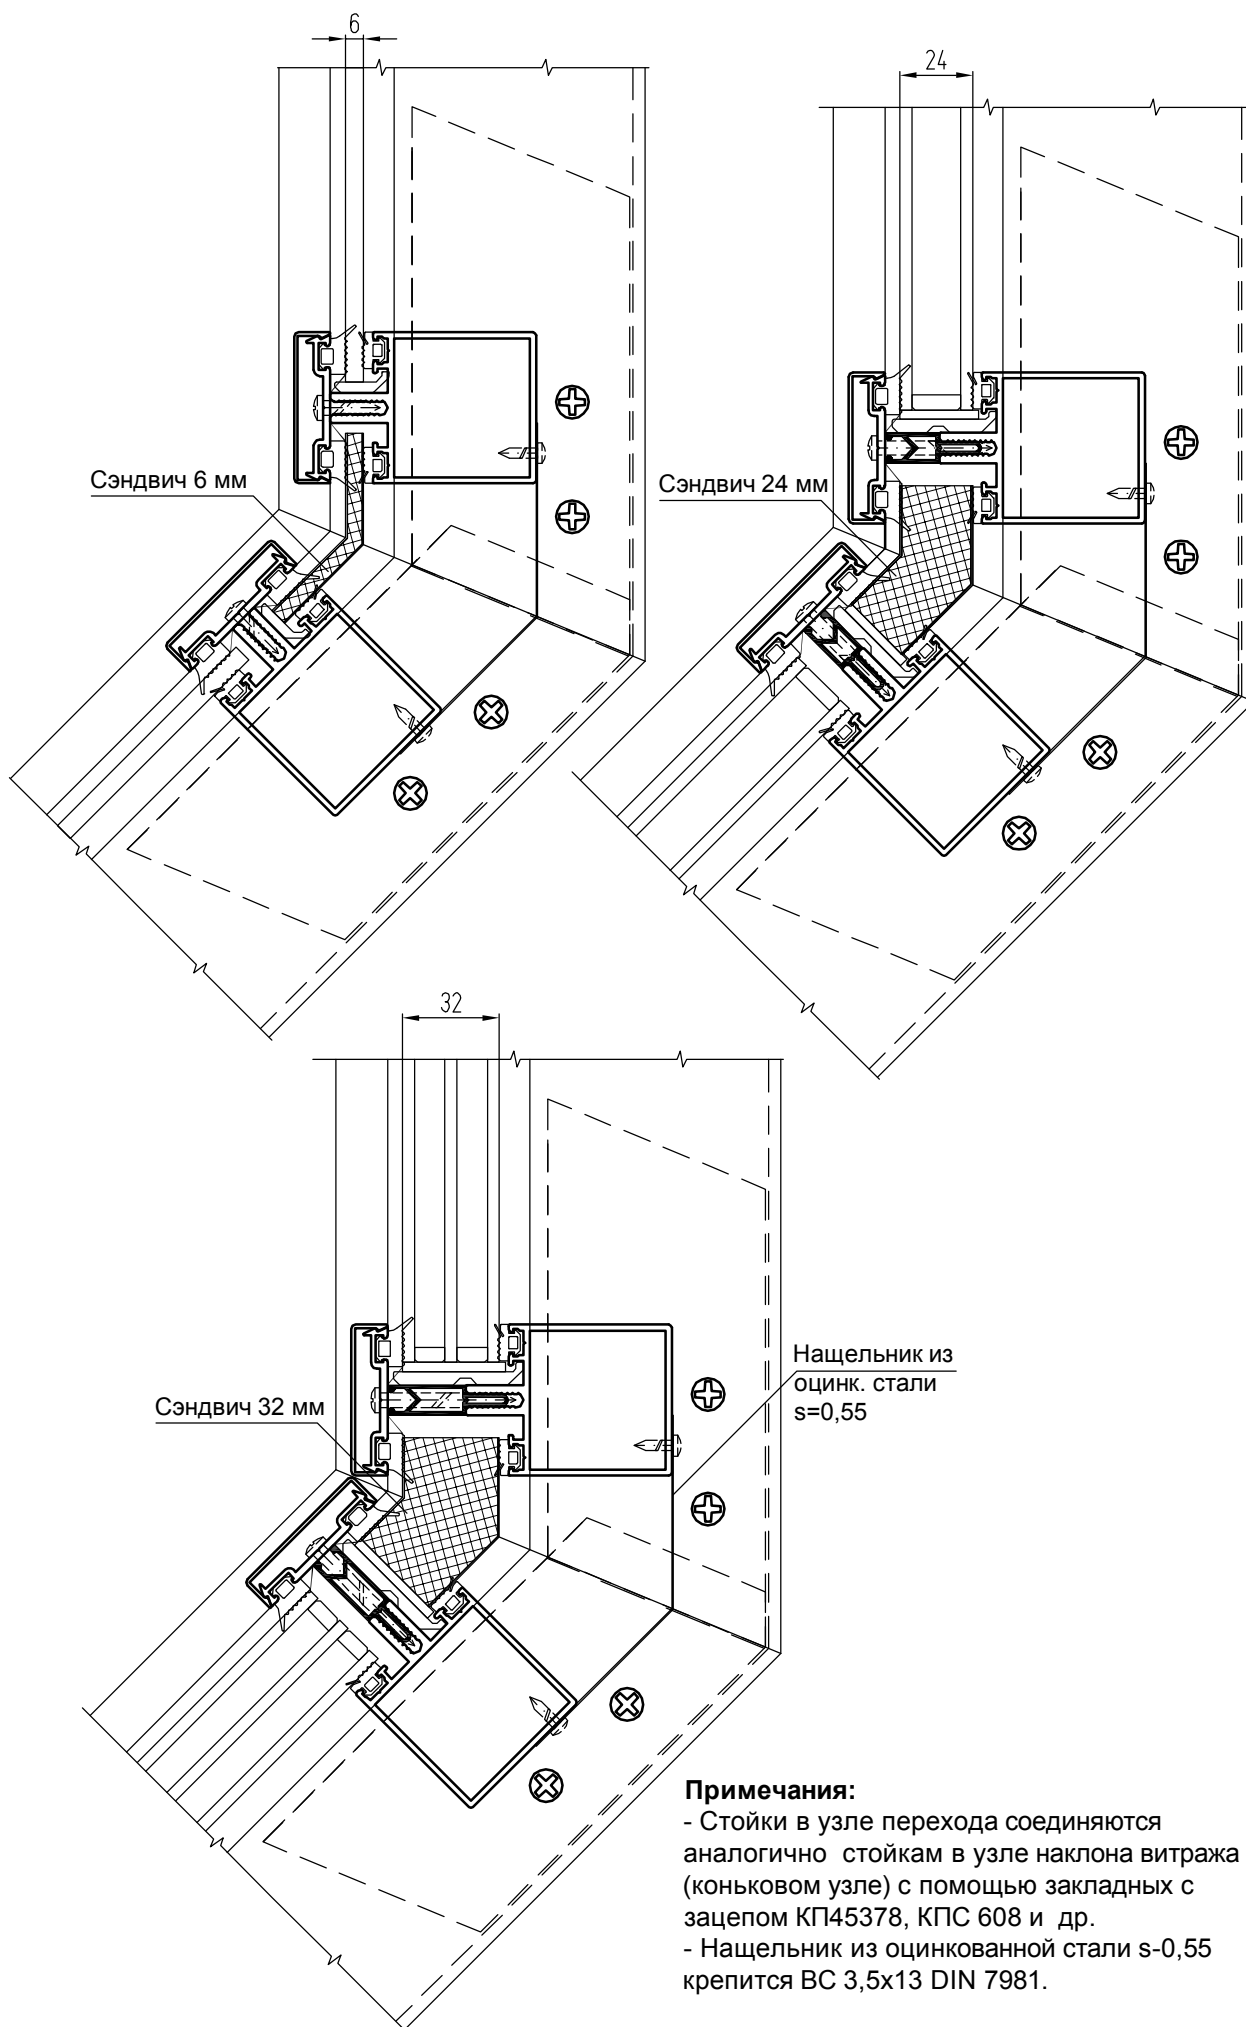 6
24
Сэндвич 6 мм
Сэндвич 24 мм
32
Сэндвич 32 мм
Нащельник из
оцинк. стали
s=0,55
Примечания:
- Стойки в узле перехода соединяются
аналогично стойкам в узле наклона витража
(коньковом узле) с помощью закладных с
зацепом КП45378, КПС 608 и др.
- Нащельник из оцинкованной стали s-0,55
крепится ВС 3,5х13 DIN 7981.